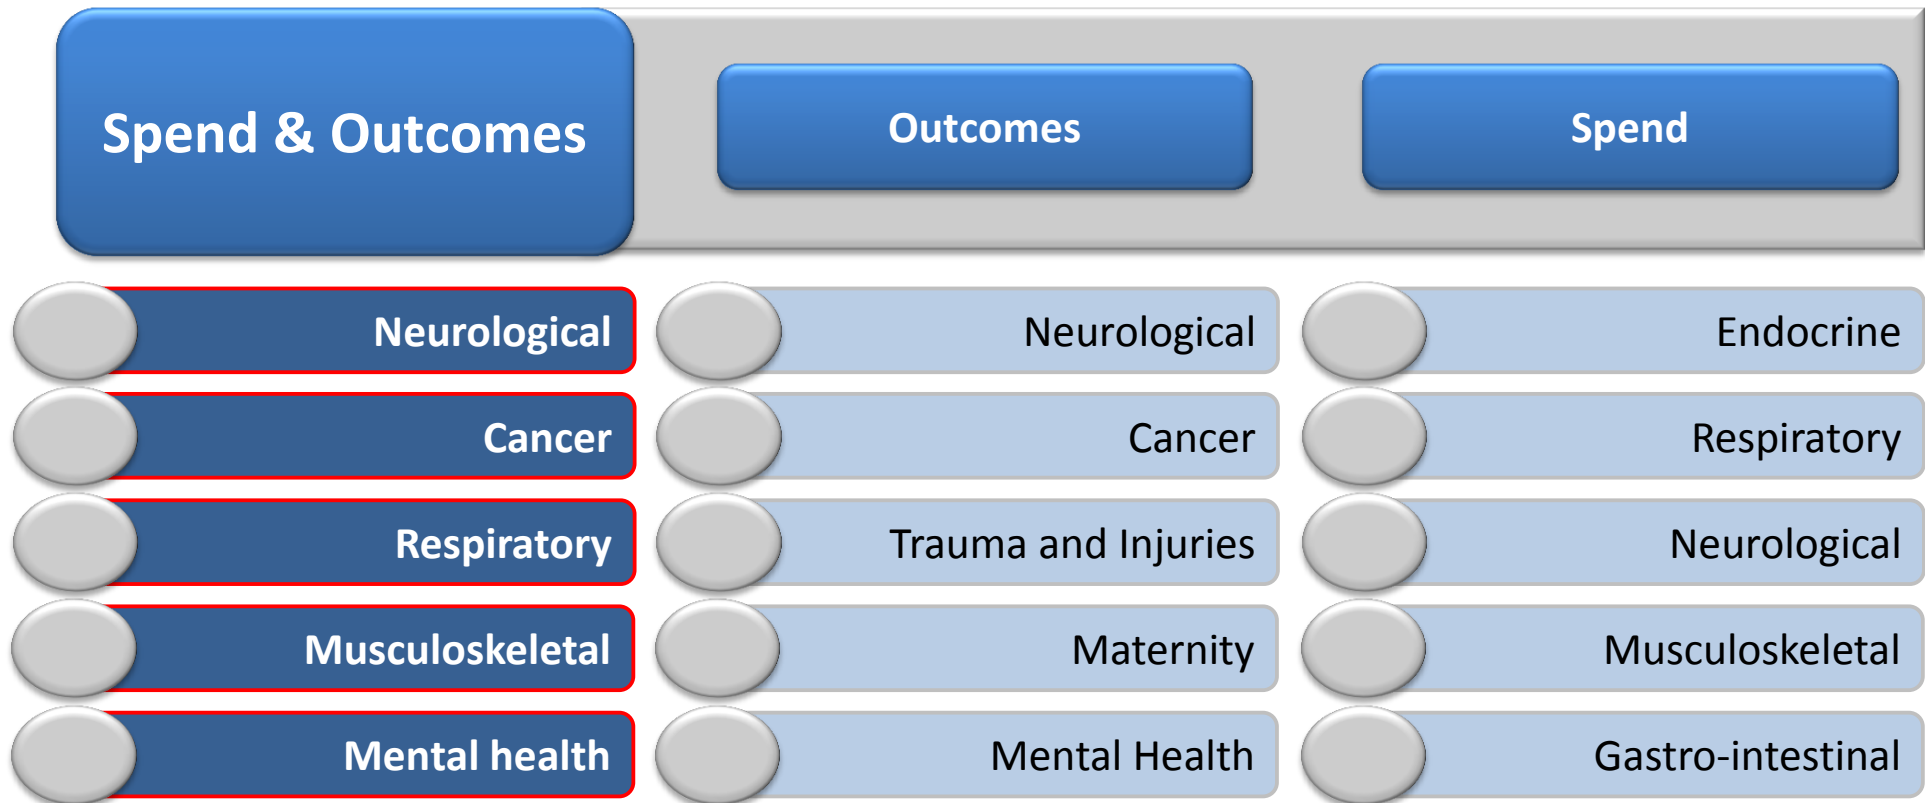 Spend & Outcomes
Outcomes
Spend
Neurological
Neurological
Endocrine
Cancer
Cancer
Respiratory
Respiratory
Trauma and Injuries
Neurological
Musculoskeletal
Maternity
Musculoskeletal
Mental health
Mental Health
Gastro-intestinal